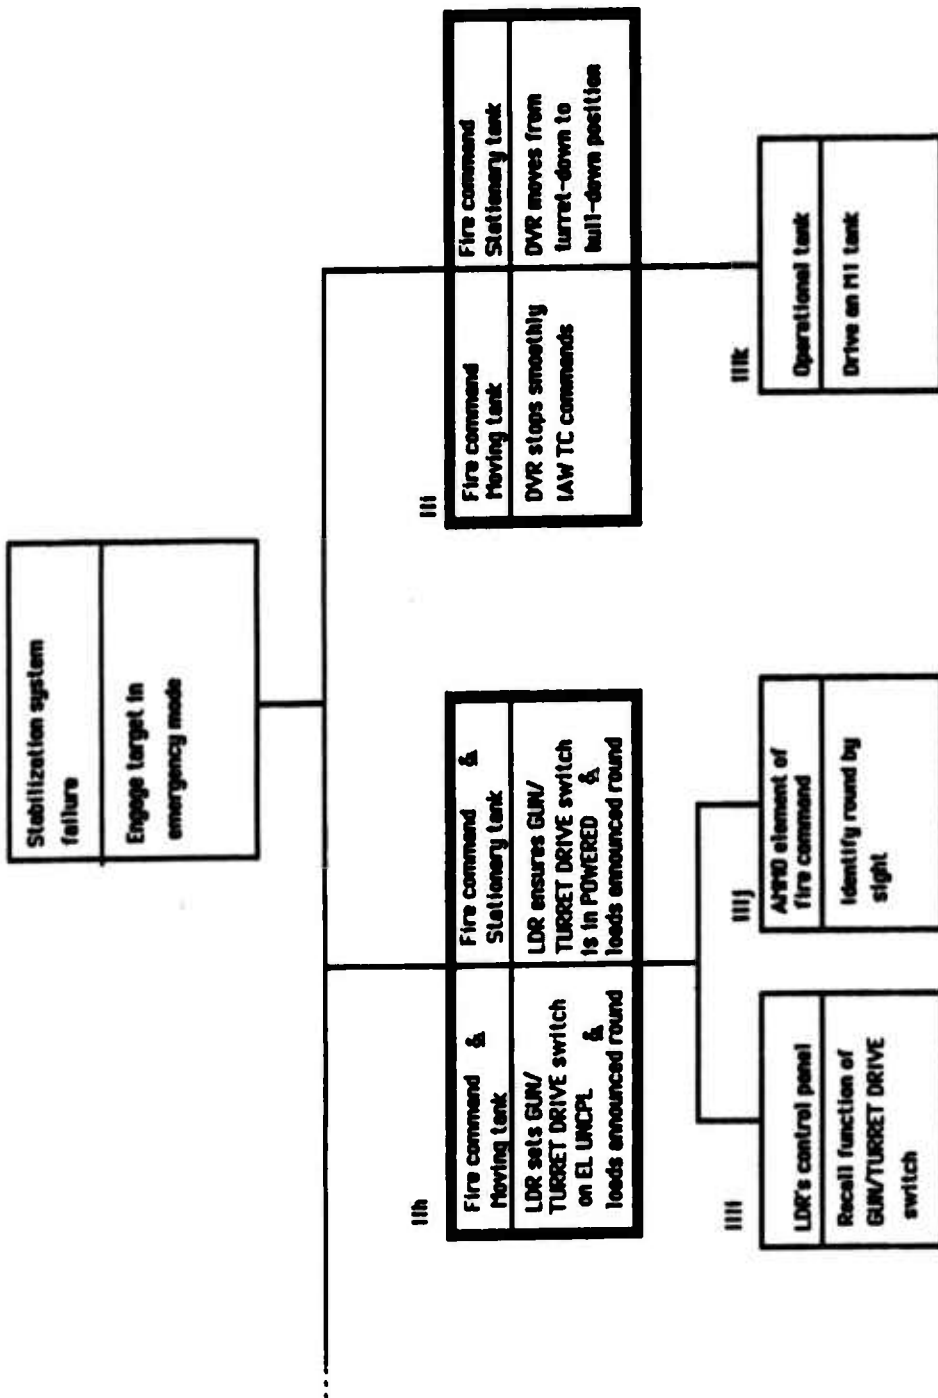 Stabilization system
failure
Engage target in
emergency mode
IIh
Fire command &
Moving tank
LDR sets GUN/
TURRET DRIVE switch
on EL UNCPL &
loads announced round
Fire command &
Stationary tank
LDR ensures GUN/
TURRET DRIVE switch
is in POWERED &
loads announced round
IIi
Fire command
Moving tank
DVR stops smoothly
IAW TC commands
Fire command
Stationary tank
DVR moves from
turret-down to
hull-down position
IIIi
LDR's control panel
Recall function of
GUN/TURRET DRIVE
switch
IIIj
AMMO element of
fire command
Identify round by
sight
IIIk
Operational tank
Drive an M1 tank